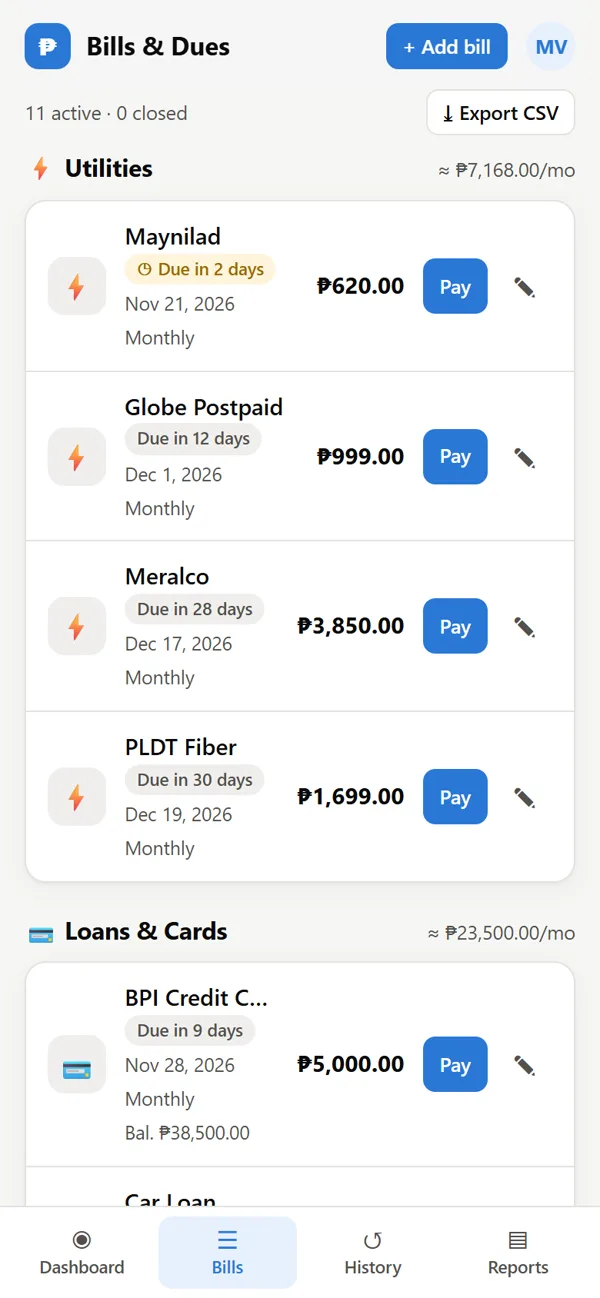 ₱ Bills & Dues + Add bill MV
11 active · 0 closed ⤓ Export CSV
Utilities ≈ ₱7,168.00/mo
Maynilad
Due in 2 days
Nov 21, 2026
Monthly
₱620.00 Pay
Globe Postpaid
Due in 12 days
Dec 1, 2026
Monthly
₱999.00 Pay
Meralco
Due in 28 days
Dec 17, 2026
Monthly
₱3,850.00 Pay
PLDT Fiber
Due in 30 days
Dec 19, 2026
Monthly
₱1,699.00 Pay
Loans & Cards ≈ ₱23,500.00/mo
BPI Credit C...
Due in 9 days
Nov 28, 2026
Monthly
Bal. ₱38,500.00
₱5,000.00 Pay
Car Loan
Dashboard Bills History Reports